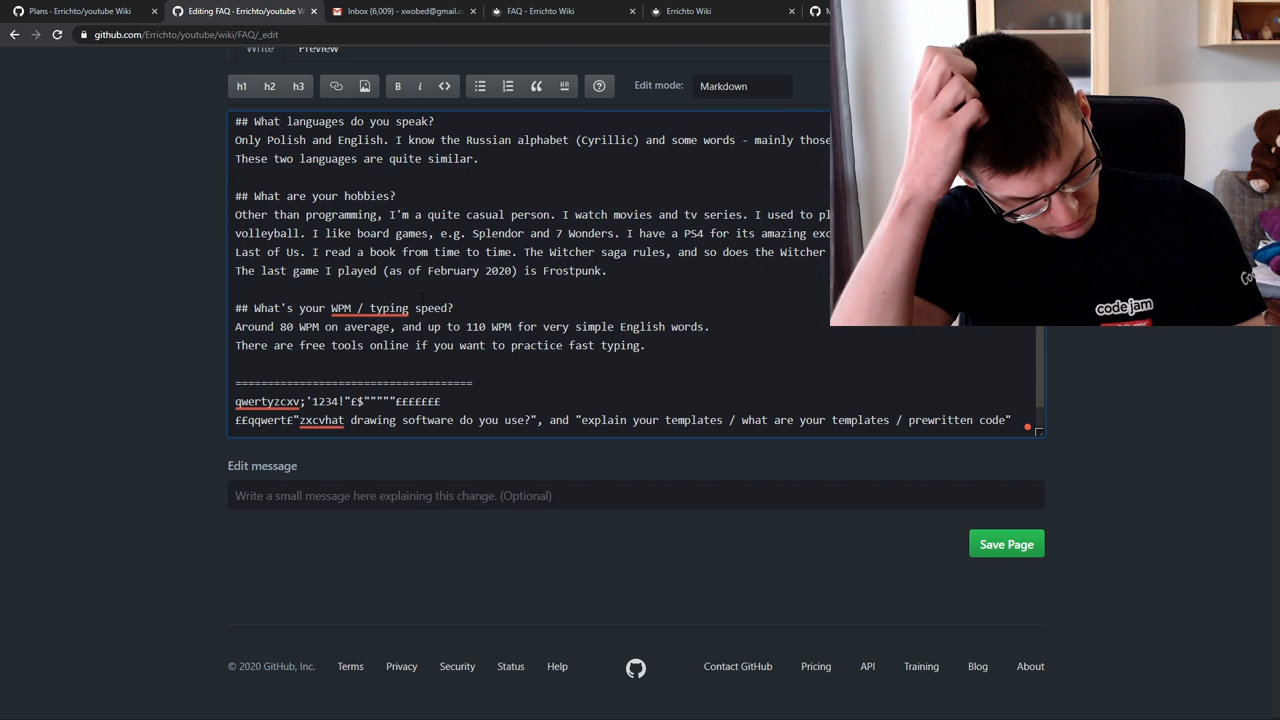 Plans · Errichto/youtube Wiki
Editing FAQ · Errichto/youtube W
Inbox (6,009) - xwobed@gmail.c
FAQ - Errichto Wiki
Errichto Wiki
github.com/Errichto/youtube/wiki/FAQ/_edit
Write Preview
h1 h2 h3 B i <> HR Edit mode: Markdown
## What languages do you speak?
Only Polish and English. I know the Russian alphabet (Cyrillic) and some words - mainly those
These two languages are quite similar.
## What are your hobbies?
Other than programming, I'm a quite casual person. I watch movies and tv series. I used to pl
volleyball. I like board games, e.g. Splendor and 7 Wonders. I have a PS4 for its amazing exc
Last of Us. I read a book from time to time. The Witcher saga rules, and so does the Witcher
The last game I played (as of February 2020) is Frostpunk.
## What's your WPM / typing speed?
Around 80 WPM on average, and up to 110 WPM for very simple English words.
There are free tools online if you want to practice fast typing.
=====================================
qwertyzcxv;'1234!"£$"""""£££££££
££qqwert£"zxcvhat drawing software do you use?", and "explain your templates / what are your templates / prewritten code"
Edit message
Write a small message here explaining this change. (Optional)
Save Page
© 2020 GitHub, Inc. Terms Privacy Security Status Help Contact GitHub Pricing API Training Blog About
code jam